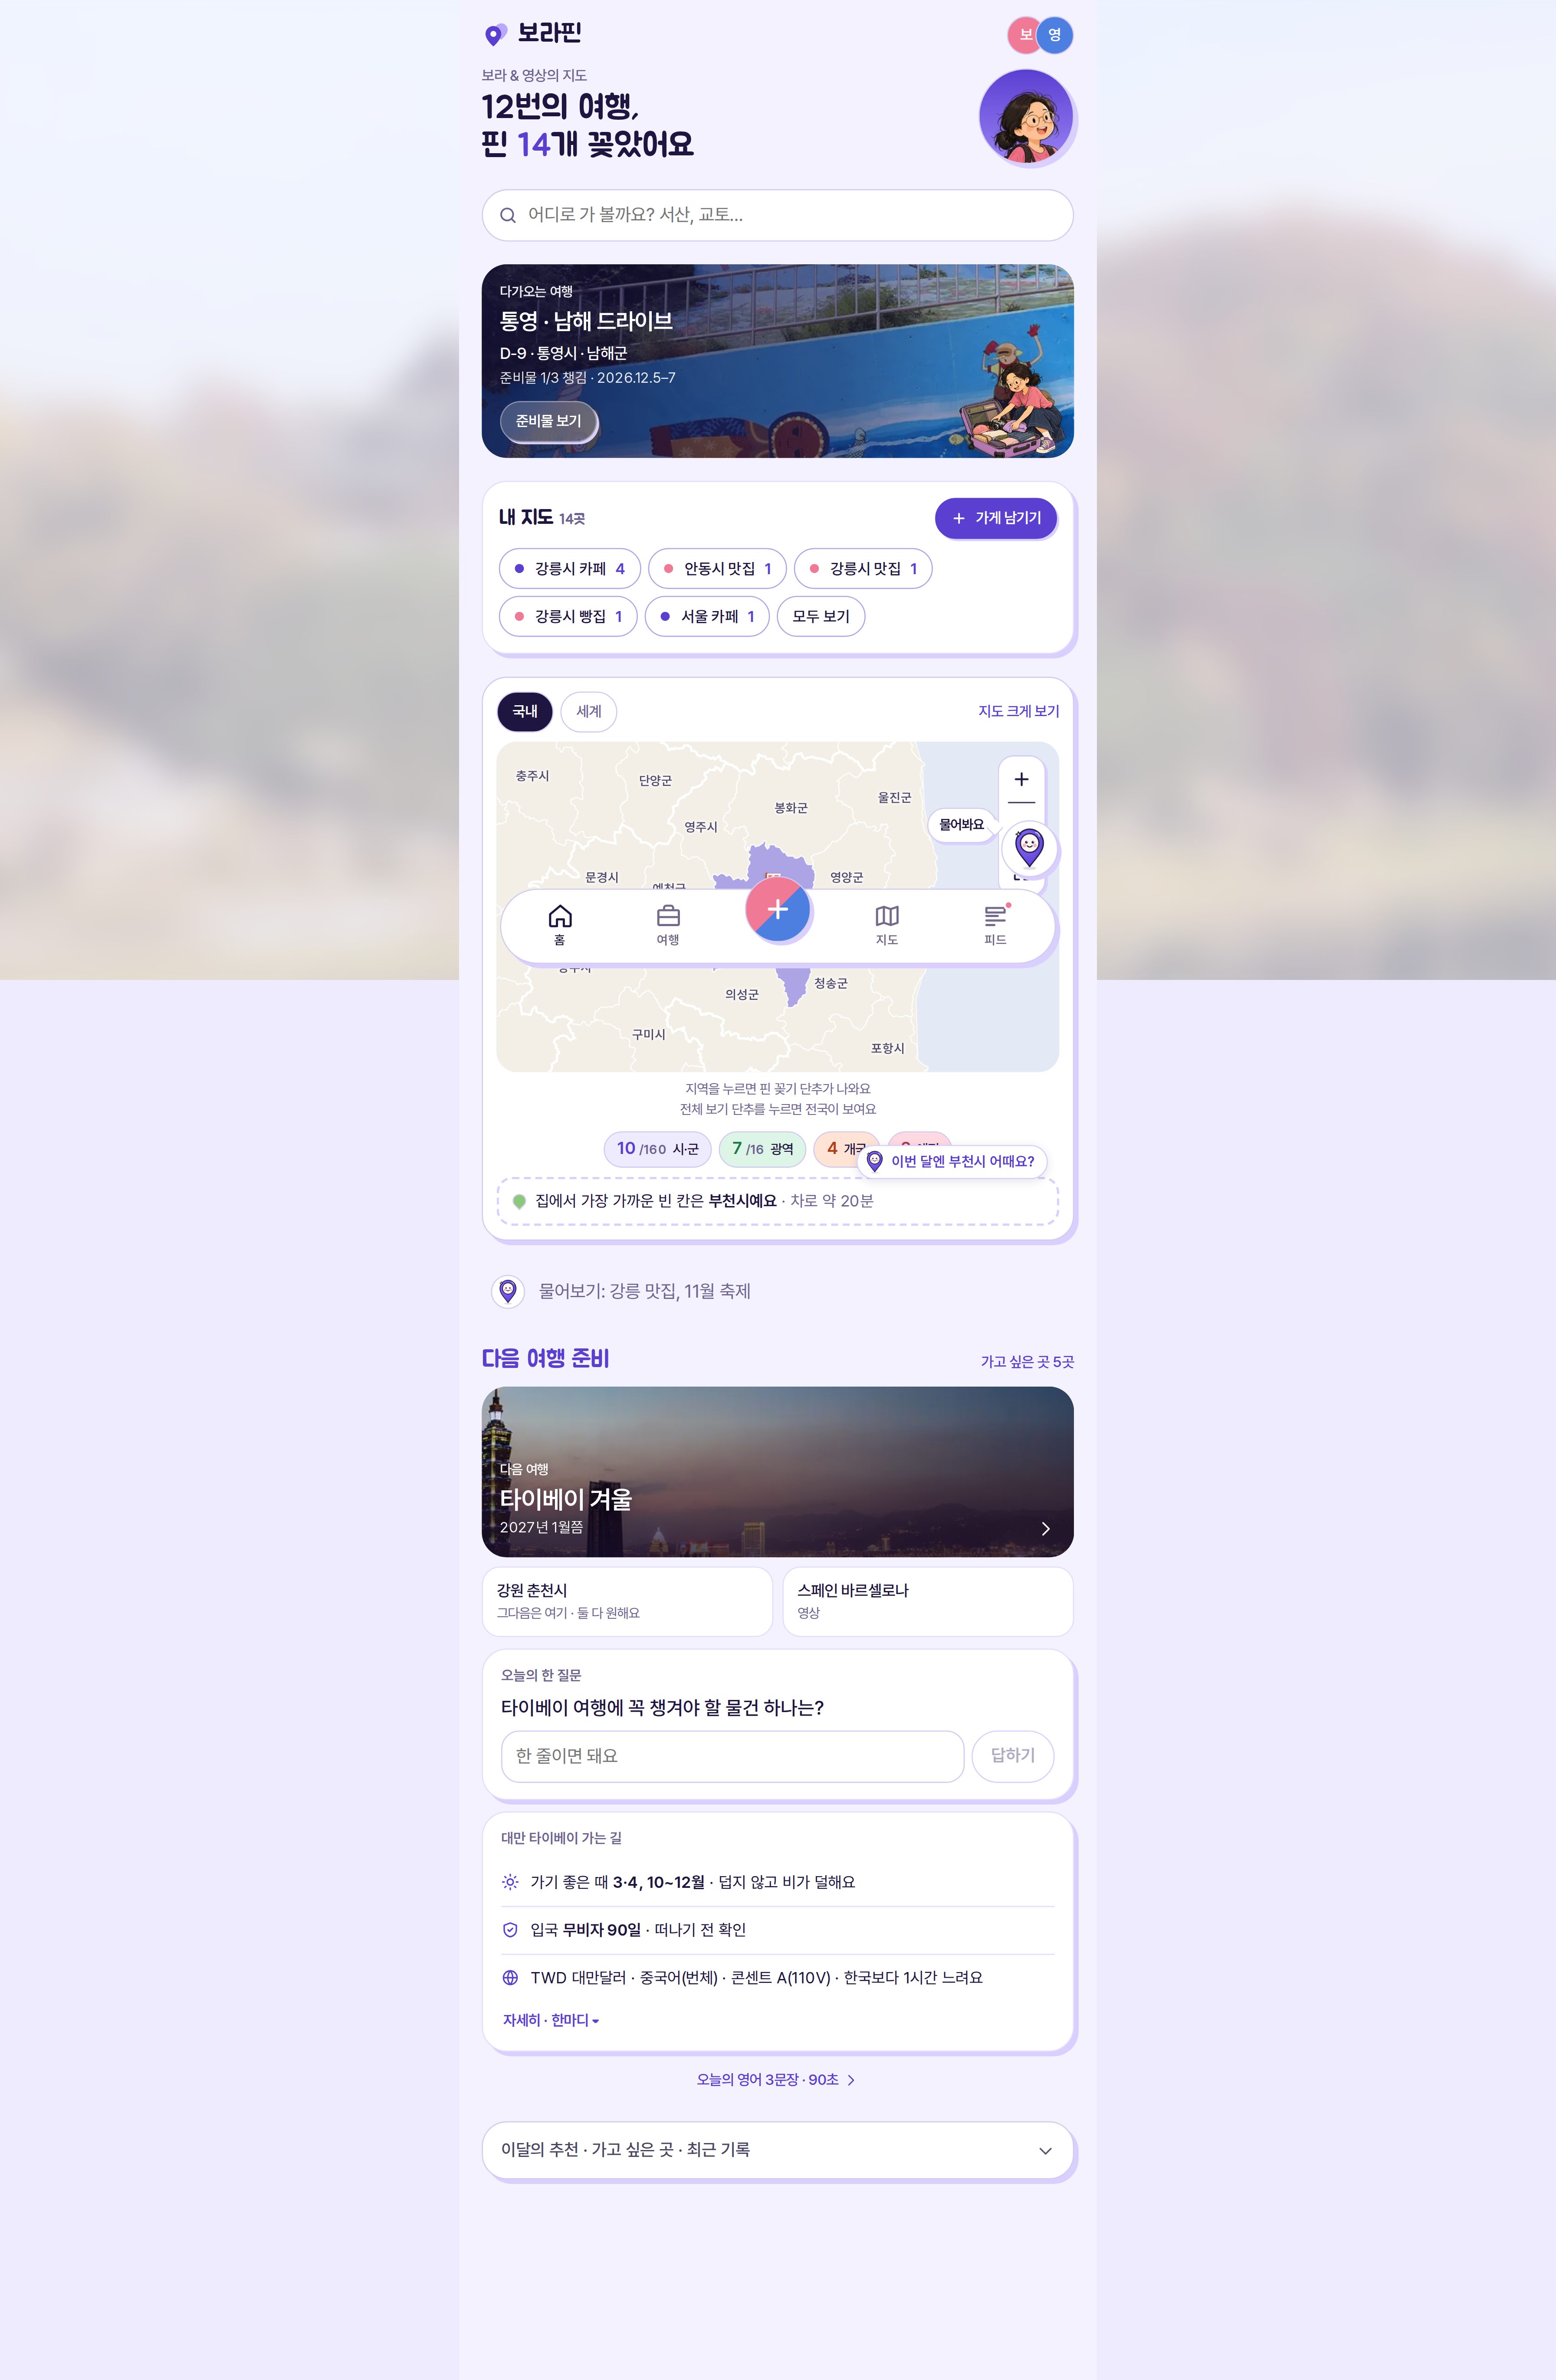 보라핀
보 영
보라 & 영상의 지도
12번의 여행,
핀 14개 꽂았어요
어디로 가 볼까요? 서산, 교토...
다가오는 여행
통영 · 남해 드라이브
D-9 · 통영시 · 남해군
준비물 1/3 챙김 · 2026.12.5–7
준비물 보기
내 지도 14곳
+ 가게 남기기
강릉시 카페 4
안동시 맛집 1
강릉시 맛집 1
강릉시 빵집 1
서울 카페 1
모두 보기
국내
세계
지도 크게 보기
충주시
단양군
봉화군
울진군
영주시
물어봐요
문경시
영양군
홈
여행
지도
피드
청송군
의성군
구미시
포항시
지역을 누르면 핀 꽂기 단추가 나와요
전체 보기 단추를 누르면 전국이 보여요
10 /160 시·군
7 /16 광역
4 개국
이번 달엔 부천시 어때요?
집에서 가장 가까운 빈 칸은 부천시예요 · 차로 약 20분
물어보기: 강릉 맛집, 11월 축제
다음 여행 준비
가고 싶은 곳 5곳
다음 여행
타이베이 겨울
2027년 1월쯤
강원 춘천시
그다음은 여기 · 둘 다 원해요
스페인 바르셀로나
영상
오늘의 한 질문
타이베이 여행에 꼭 챙겨야 할 물건 하나는?
한 줄이면 돼요
답하기
대만 타이베이 가는 길
가기 좋은 때 3·4, 10~12월 · 덥지 않고 비가 덜해요
입국 무비자 90일 · 떠나기 전 확인
TWD 대만달러 · 중국어(번체) · 콘센트 A(110V) · 한국보다 1시간 느려요
자세히 · 한마디
오늘의 영어 3문장 · 90초
이달의 추천 · 가고 싶은 곳 · 최근 기록